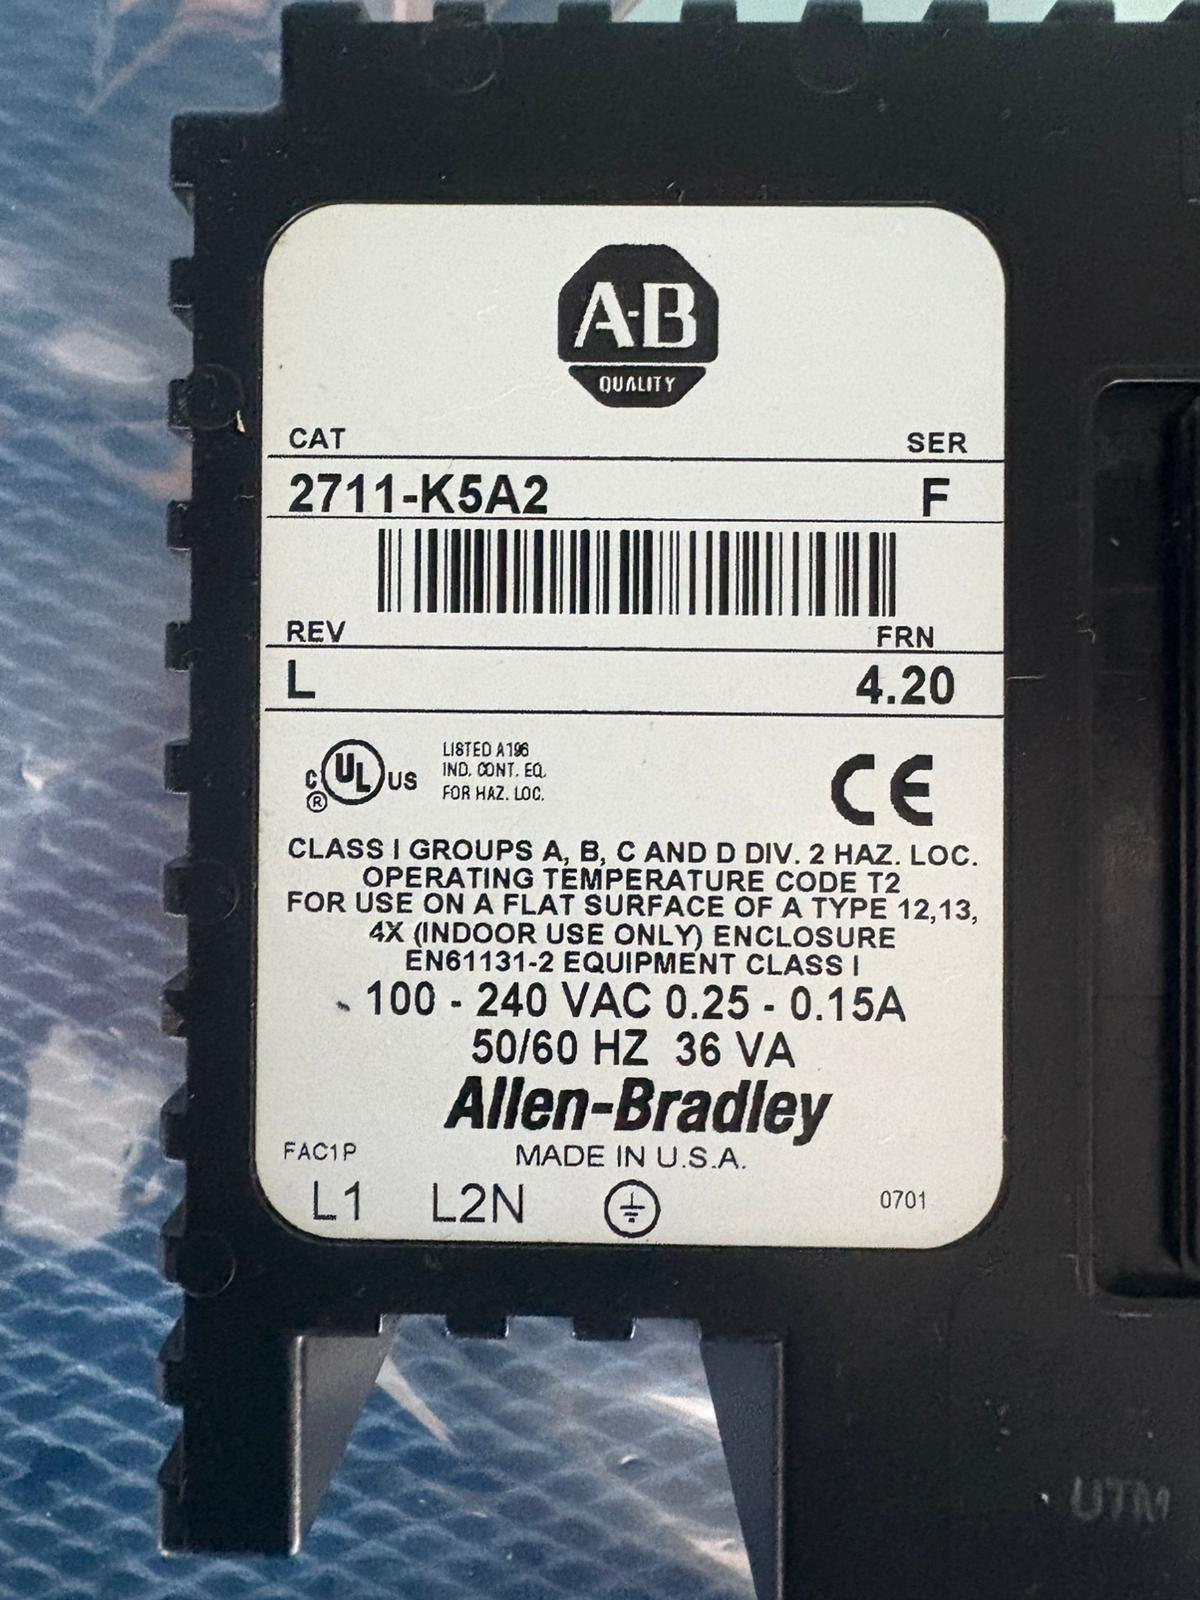 A-B
QUALITY
CAT SER
2711-K5A2 F
REV FRN
L 4.20
C UL US
®
LISTED A196
IND. CONT. EQ.
FOR HAZ. LOC.
CE
CLASS I GROUPS A, B, C AND D DIV. 2 HAZ. LOC.
OPERATING TEMPERATURE CODE T2
FOR USE ON A FLAT SURFACE OF A TYPE 12,13,
4X (INDOOR USE ONLY) ENCLOSURE
EN61131-2 EQUIPMENT CLASS I
100 - 240 VAC 0.25 - 0.15A
50/60 HZ 36 VA
Allen-Bradley
FAC1P MADE IN U.S.A.
L1 L2N 0701
UTM